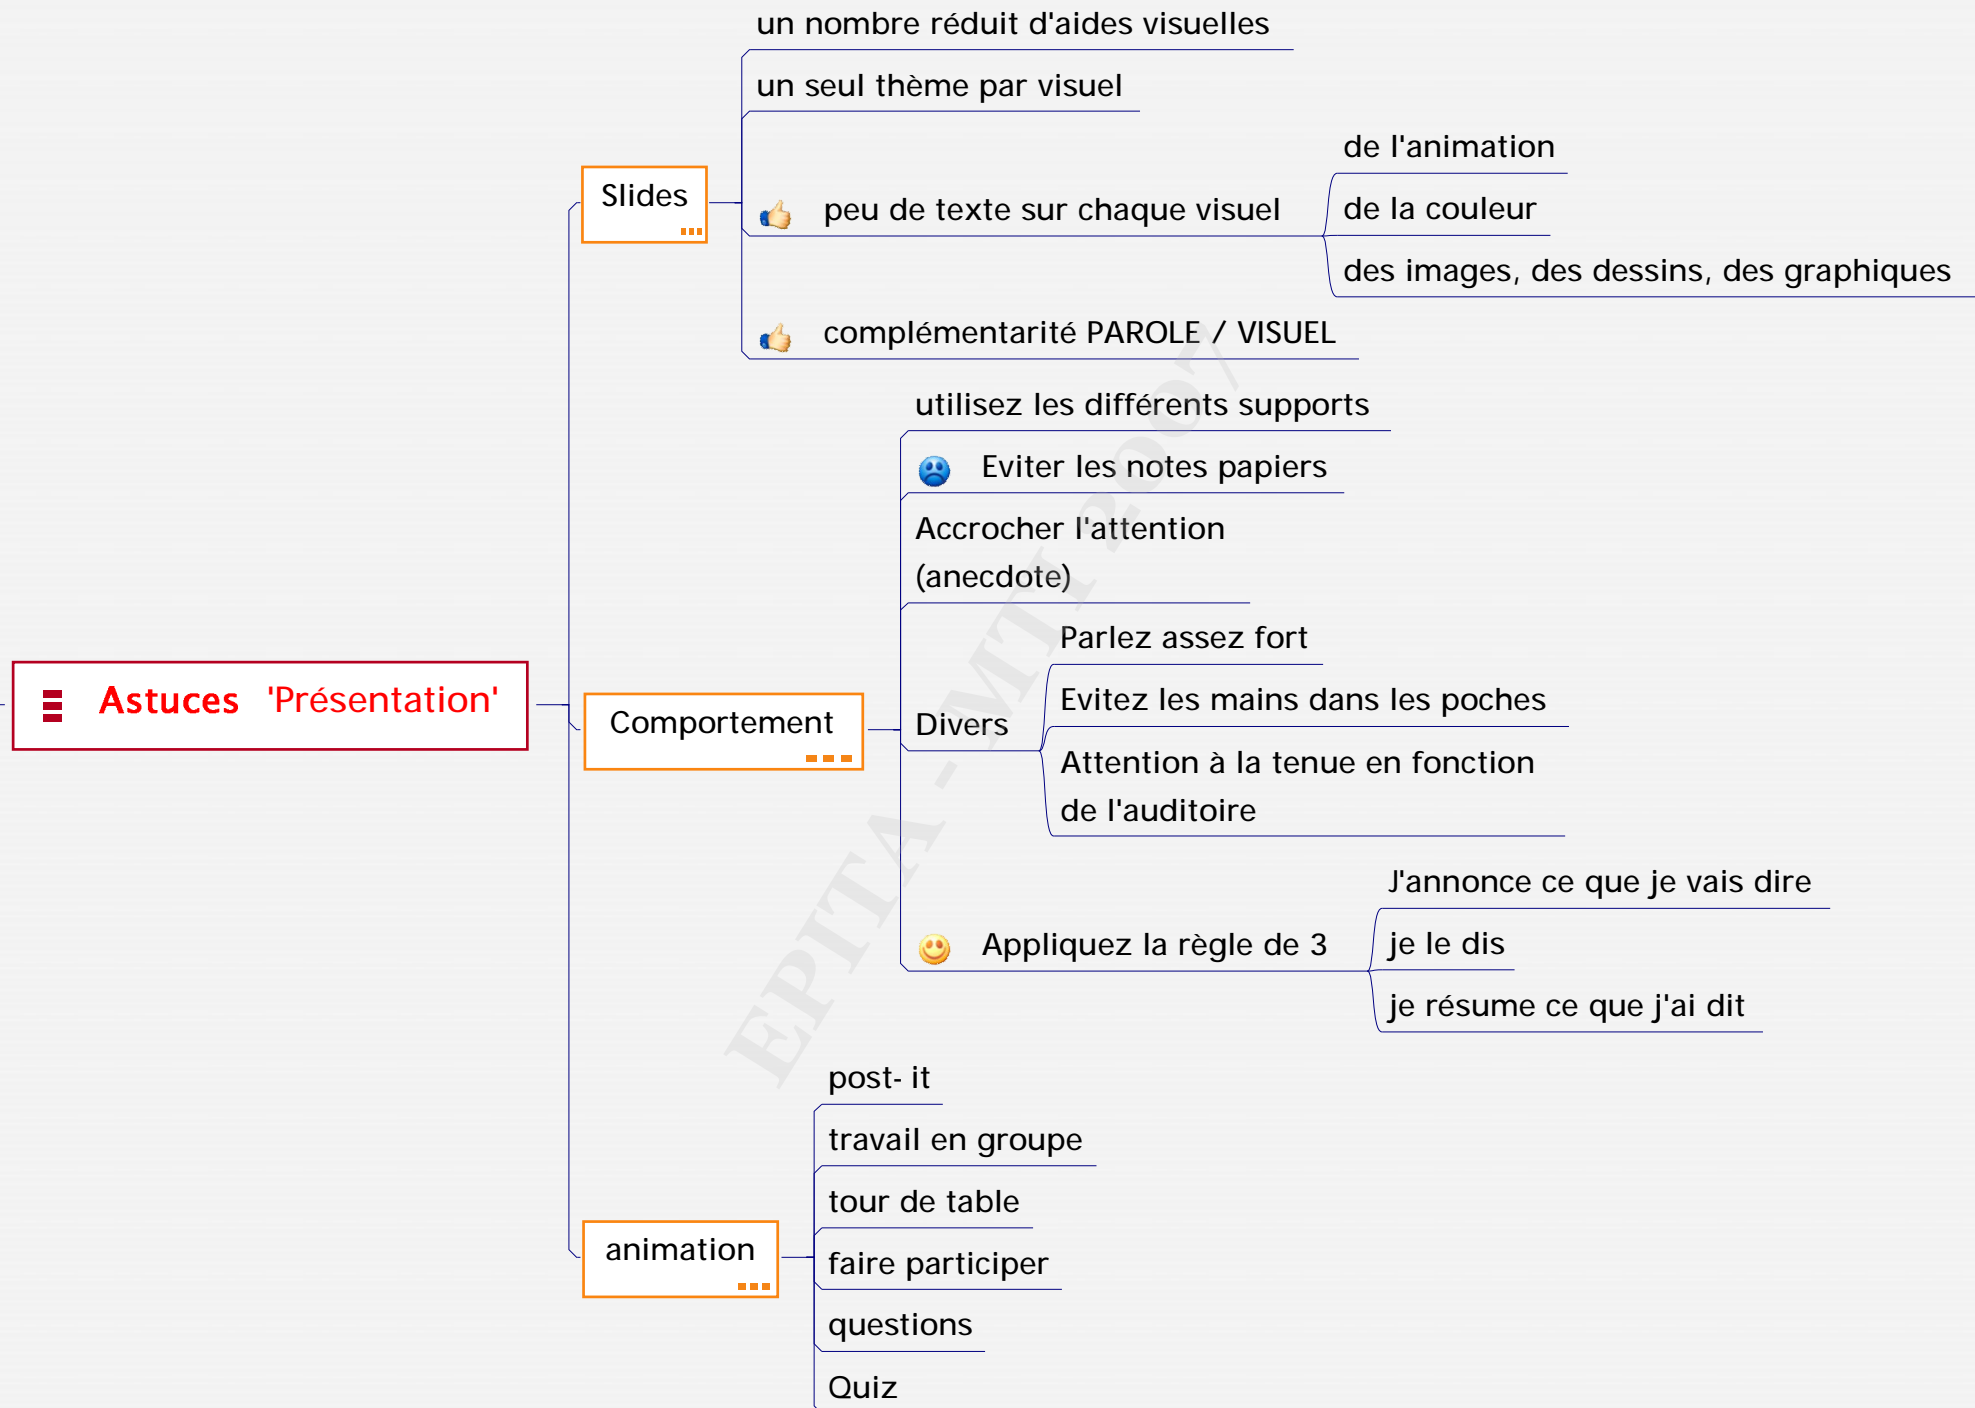 un nombre réduit d'aides visuelles
un seul thème par visuel
de l'animation
Slides
peu de texte sur chaque visuel
de la couleur
des images, des dessins, des graphiques
complémentarité PAROLE / VISUEL
utilisez les différents supports
Eviter les notes papiers
Accrocher l'attention
(anecdote)
Astuces 'Présentation'
Comportement
Divers
Parlez assez fort
Evitez les mains dans les poches
Attention à la tenue en fonction
de l'auditoire
Appliquez la règle de 3
J'annonce ce que je vais dire
je le dis
je résume ce que j'ai dit
animation
post- it
travail en groupe
tour de table
faire participer
questions
Quiz
EPITA - MTI 2007